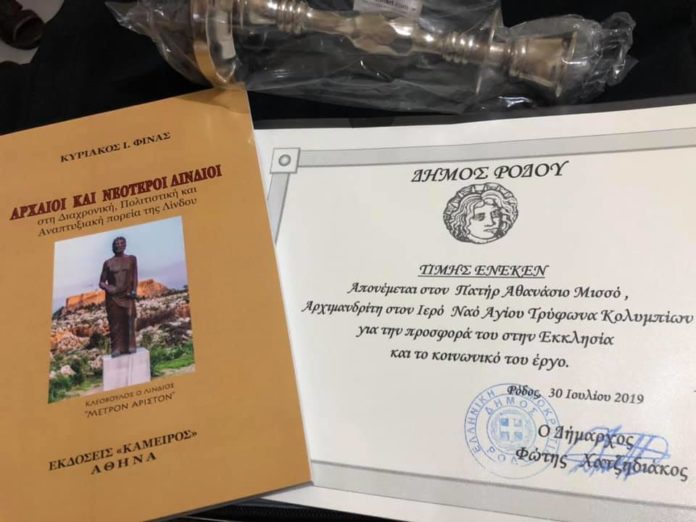 ΚΥΡΙΑΚΟΣ Ι. ΦΙΝΑΣ
ΑΡΧΑΙΟΙ ΚΑΙ ΝΕΟΤΕΡΟΙ ΛΙΝΔΙΟΙ
στη Διαχρονική, Πολιτιστική και
Αναπτυξιακή πορεία της Λίνδου
ΚΛΕΟΒΟΥΛΟΣ Ο ΛΙΝΔΙΟΣ
"ΜΕΤΡΟΝ ΑΡΙΣΤΟΝ"
ΕΚΔΟΣΕΙΣ «ΚΑΜΕΙΡΟΣ»
ΑΘΗΝΑ
ΔΗΜΟΣ ΡΟΔΟΥ
ΤΙΜΗΣ ΕΝΕΚΕΝ
Απονέμεται στον Πατήρ Αθανάσιο Μισσό ,
Αρχιμανδρίτη στον Ιερό Ναό Αγίου Τρύφωνα Κολυμπίων
για την προσφορά του στην Εκκλησία
και το κοινωνικό του έργο.
Ρόδος, 30 Ιουλίου 2019
ΕΛΛΗΝΙΚΗ
ΔΗΜΟΣ
Ο Δήμαρχος
Φώτης Χατζηδιάκος